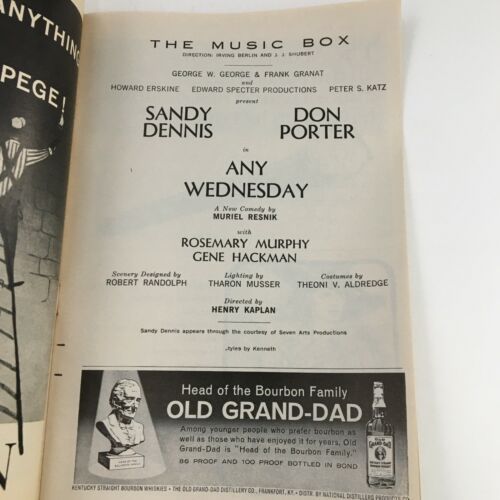 ANYTHING
PEGE!
THE MUSIC BOX
DIRECTION: IRVING BERLIN AND J. J. SHUBERT
GEORGE W. GEORGE & FRANK GRANAT
and
HOWARD ERSKINE EDWARD SPECTER PRODUCTIONS PETER S. KATZ
present
SANDY DENNIS
DON PORTER
in
ANY
WEDNESDAY
A New Comedy by
MURIEL RESNIK
with
ROSEMARY MURPHY
GENE HACKMAN
Scenery Designed by
ROBERT RANDOLPH
Lighting by
THARON MUSSER
Costumes by
THEONI V. ALDREDGE
Directed by
HENRY KAPLAN
Sandy Dennis appears through the courtesy of Seven Arts Productions
tyles by Kenneth
Head of the Bourbon Family
OLD GRAND-DAD
Among younger people who prefer bourbon
as well as those who have enjoyed it for years, Old
Grand-Dad is "Head of the Bourbon Family."
86 PROOF AND 100 PROOF BOTTLED IN BOND
HEAD OF THE
BOURBON FAMILY
KENTUCKY STRAIGHT BOURBON WHISKIES • THE OLD GRAND-DAD DISTILLERY CO., FRANKFORT, KY. • DISTR. BY NATIONAL DISTILLERS PRODUCTS